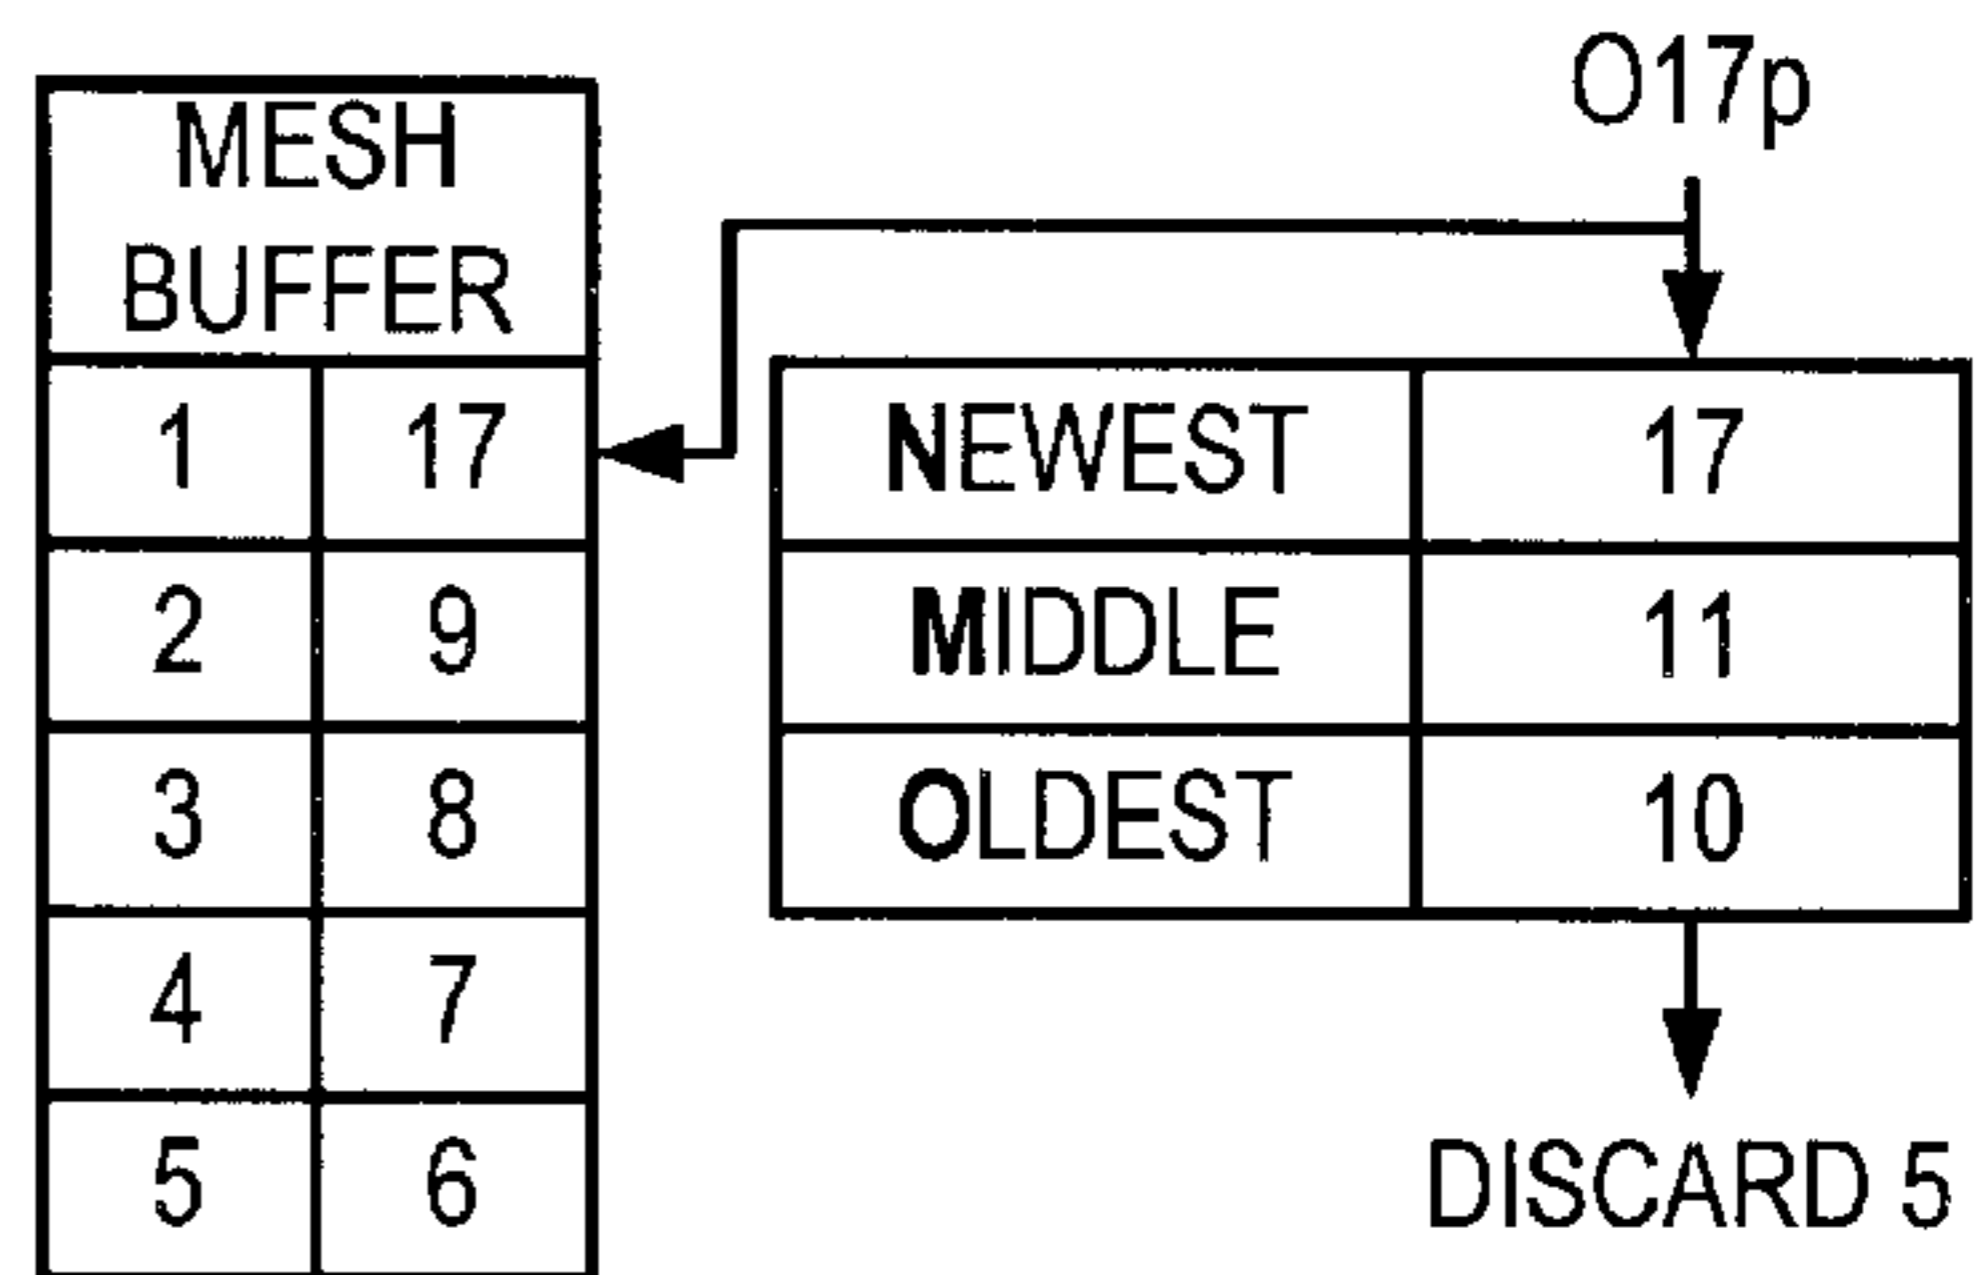 O17p
MESH
BUFFER
1 17
2 9
3 8
4 7
5 6
NEWEST 17
MIDDLE 11
OLDEST 10
DISCARD 5